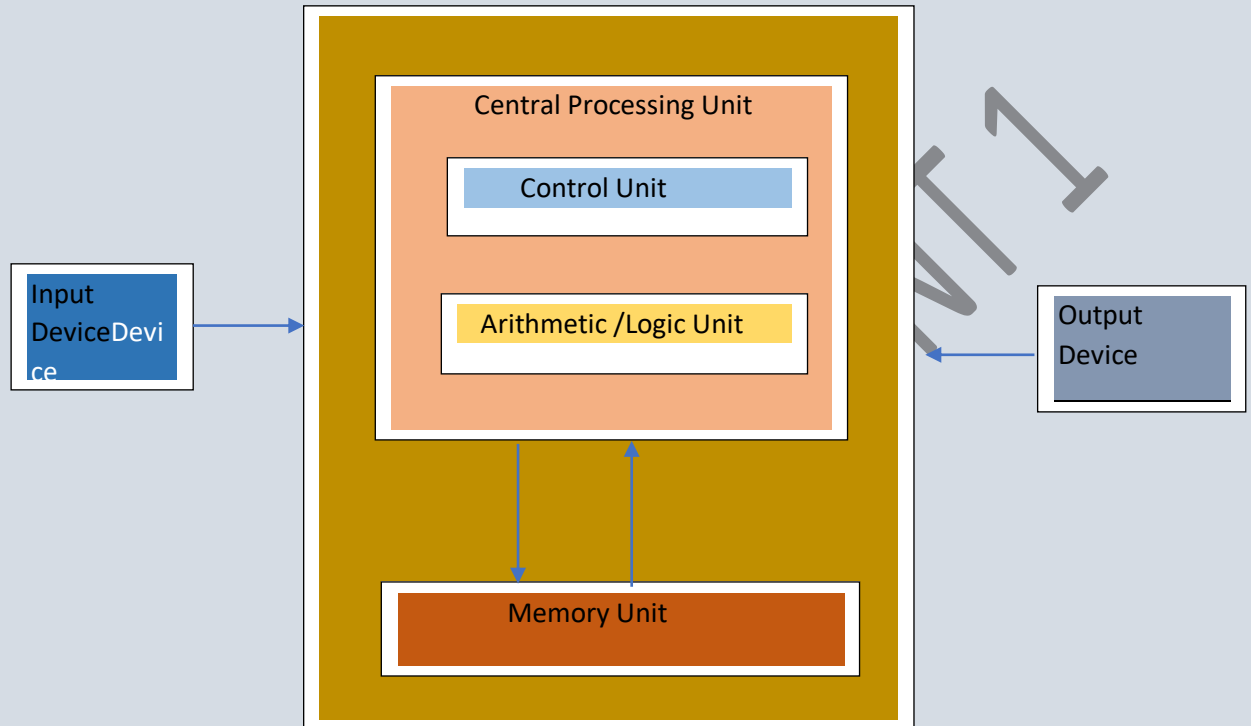 Central Processing Unit
Control Unit
Arithmetic /Logic Unit
Memory Unit
Input
DeviceDevi
ce
Output
Device